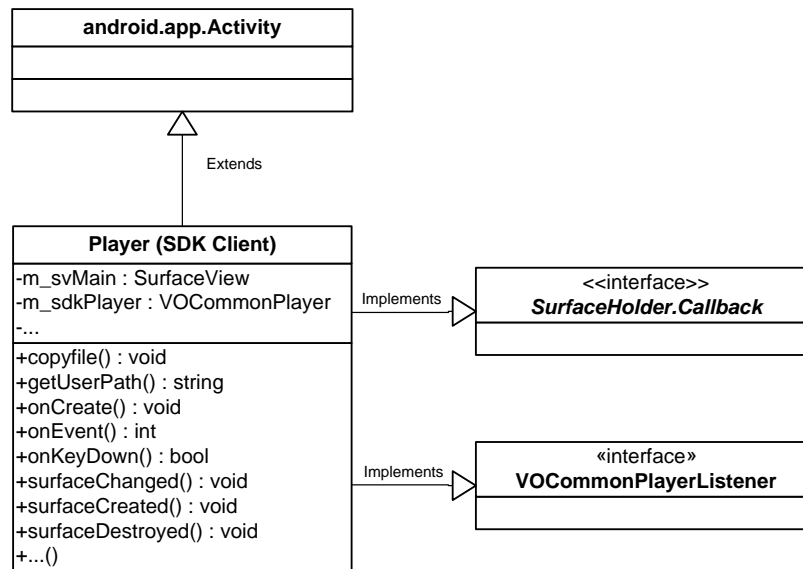 android.app.Activity
Extends
Player (SDK Client)
-m_svMain : SurfaceView
-m_sdkPlayer : VOCommonPlayer
-...
+copyfile() : void
+getUserPath() : string
+onCreate() : void
+onEvent() : int
+onKeyDown() : bool
+surfaceChanged() : void
+surfaceCreated() : void
+surfaceDestroyed() : void
+...()
Implements
<<interface>>
SurfaceHolder.Callback
Implements
«interface»
VOCommonPlayerListener